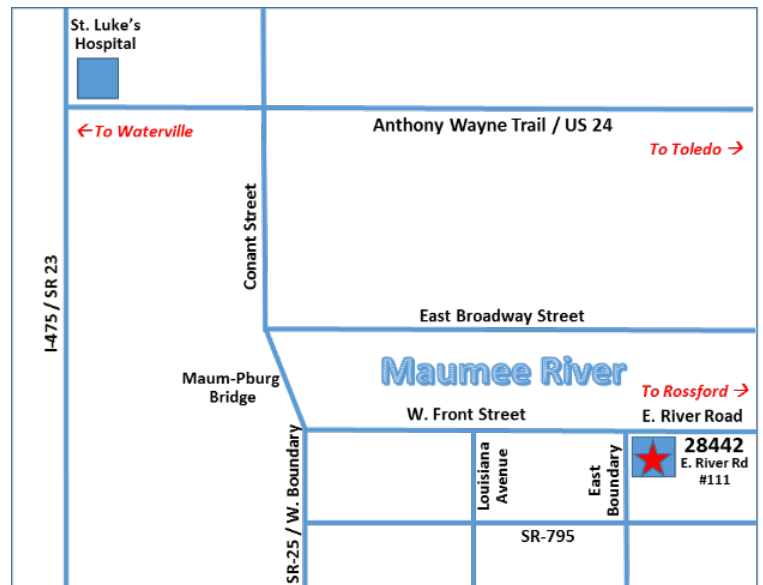 St. Luke's
Hospital
←To Waterville
Anthony Wayne Trail / US 24
To Toledo →
Conant Street
I-475 / SR 23
East Broadway Street
Maum-Pburg
Bridge
Maumee River
To Rossford →
W. Front Street
E. River Road
SR-25 / W. Boundary
Louisiana
Avenue
East
Boundary
28442
E. River Rd
#111
SR-795